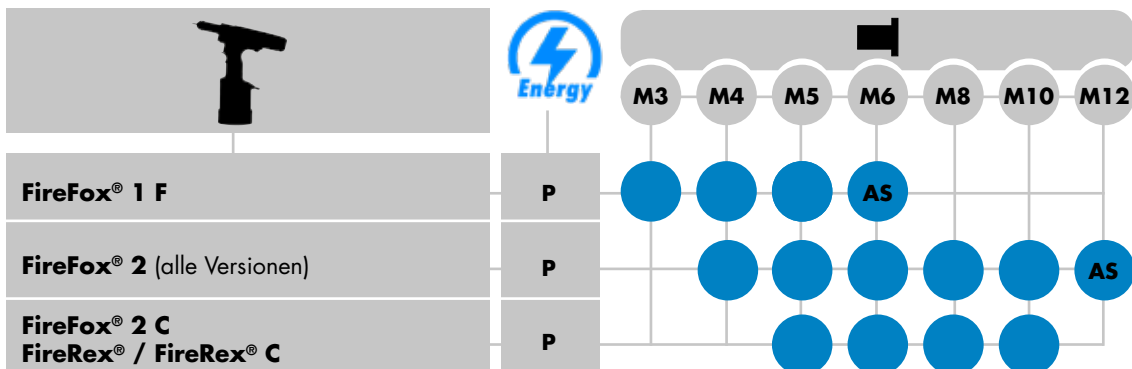 Energy
M3 M4 M5 M6 M8 M10 M12
FireFox® 1 F P AS
FireFox® 2 (alle Versionen) P AS
FireFox® 2 C
FireRex® / FireRex® C P